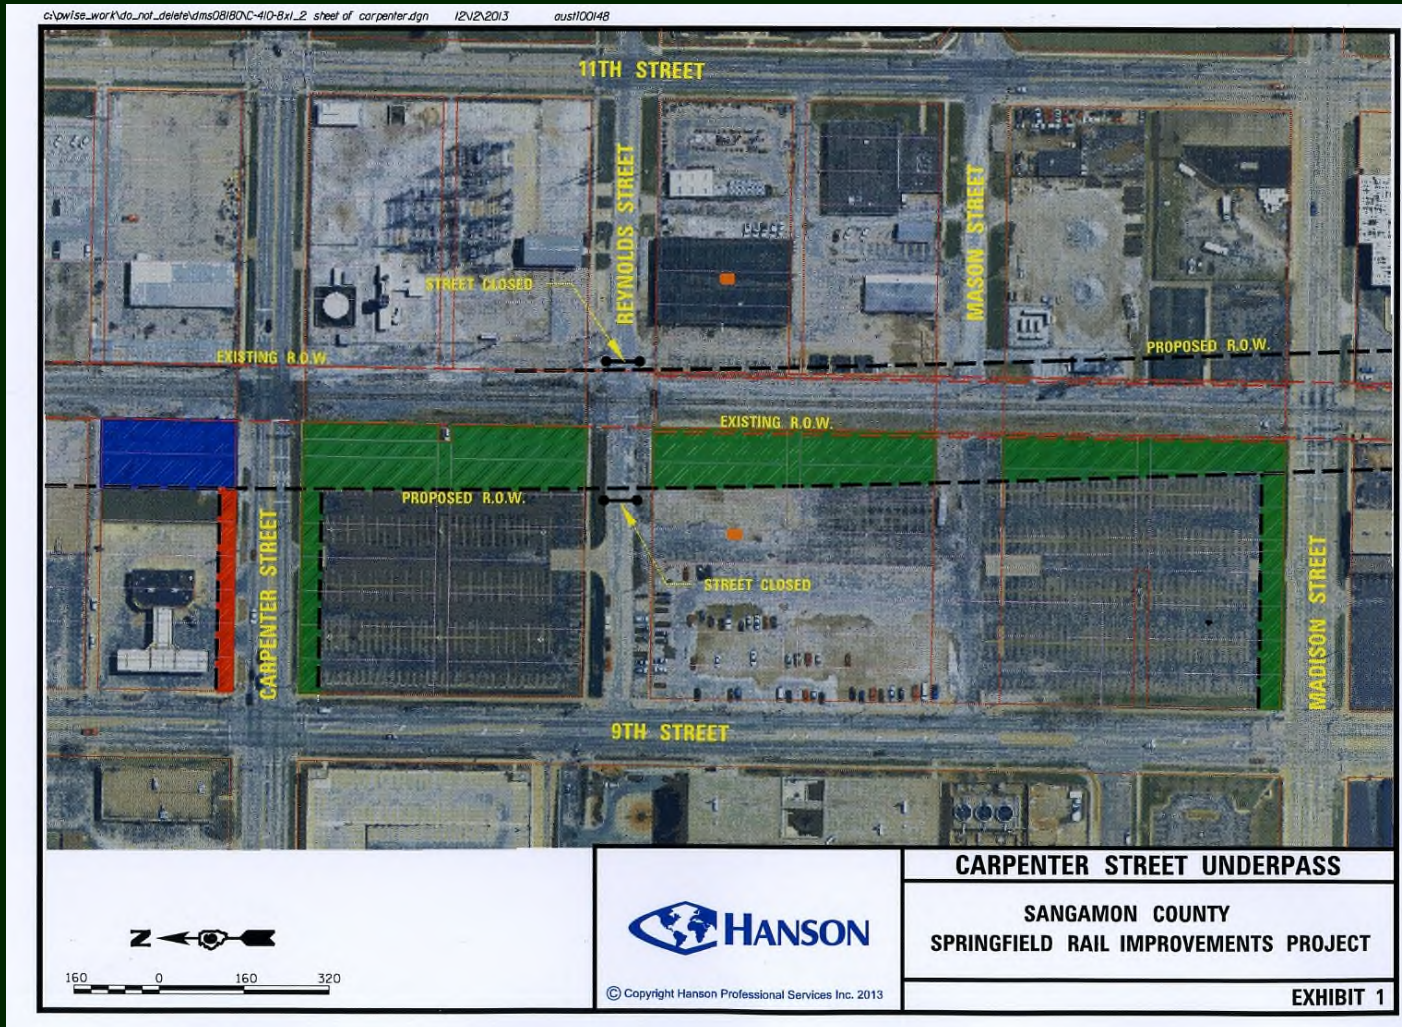 c:\pwise_work\do_not_delete\dms08180\C-410-8x1_2 sheet of carpenter.dgn 12\12\2013 aust100148
11TH STREET
REYNOLDS STREET
MASON STREET
STREET CLOSED
EXISTING R.O.W.
PROPOSED R.O.W.
EXISTING R.O.W.
PROPOSED R.O.W.
STREET CLOSED
CARPENTER STREET
MADISON STREET
9TH STREET
N
160 0 160 320
HANSON
© Copyright Hanson Professional Services Inc. 2013
CARPENTER STREET UNDERPASS
SANGAMON COUNTY
SPRINGFIELD RAIL IMPROVEMENTS PROJECT
EXHIBIT 1